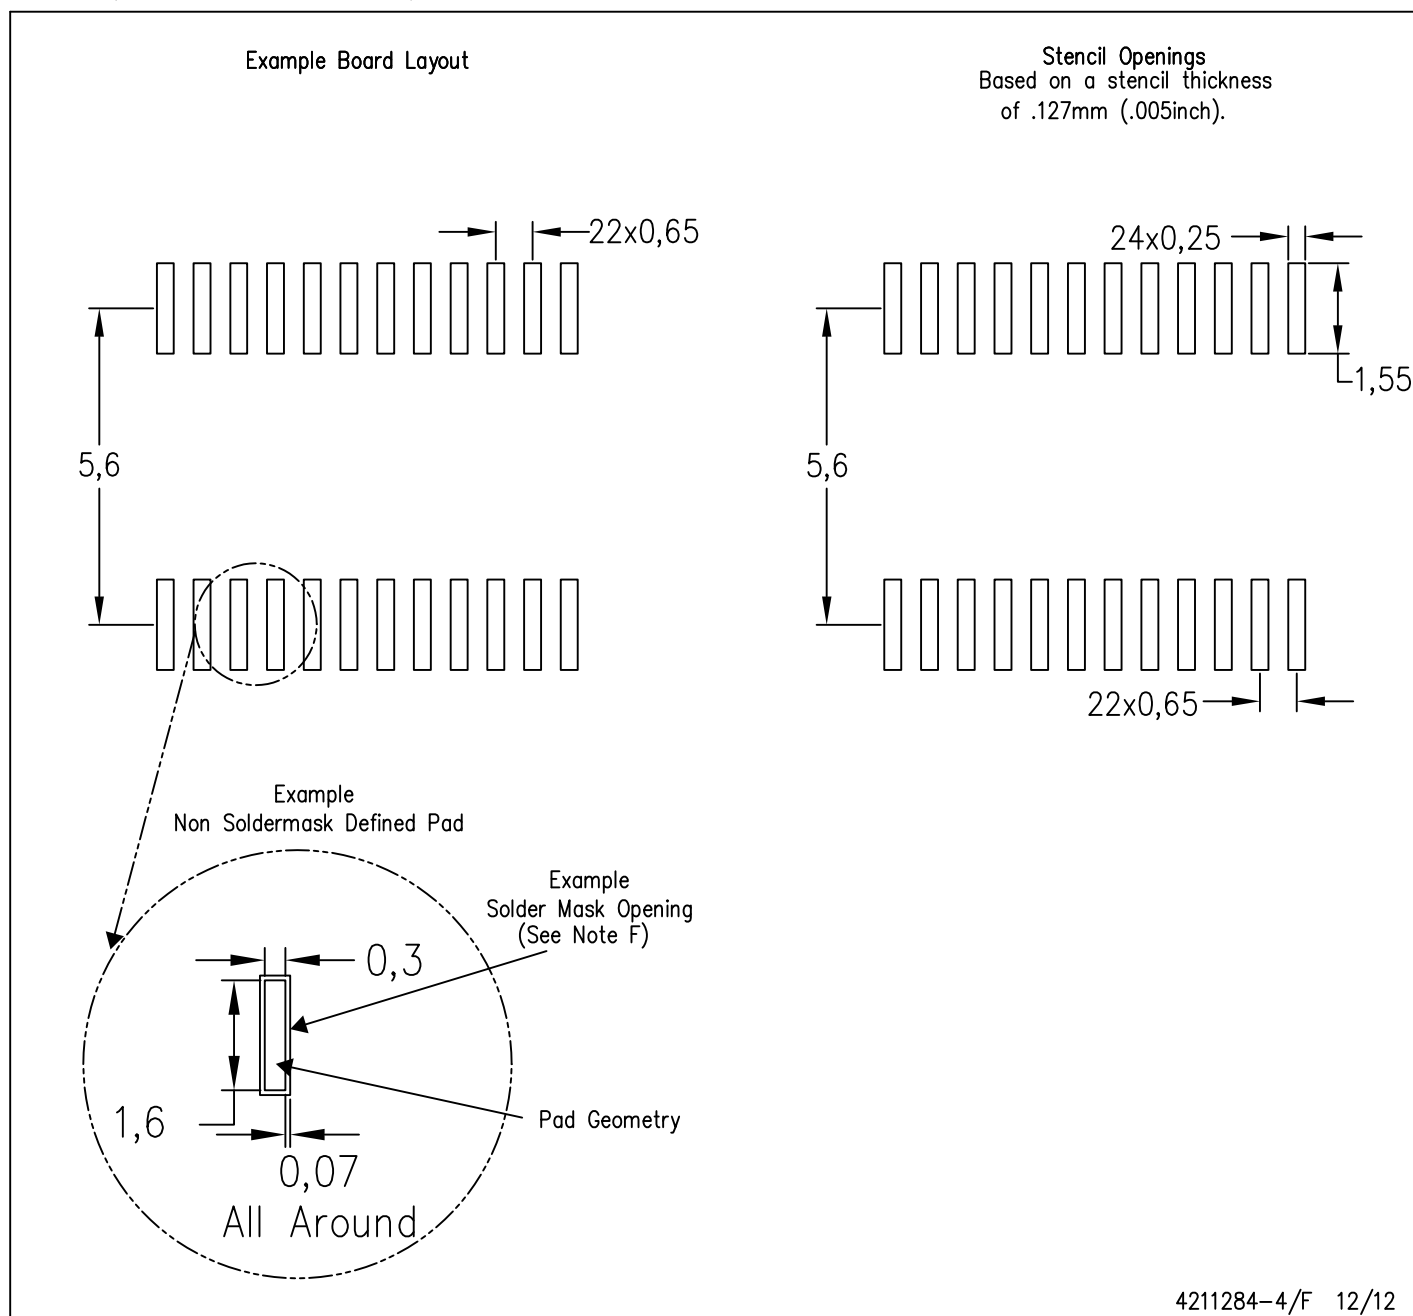 Example Board Layout
Stencil Openings
Based on a stencil thickness
of .127mm (.005inch).
22x0,65
24x0,25
1,55
5,6
5,6
22x0,65
Example
Non Soldermask Defined Pad
Example
Solder Mask Opening
(See Note F)
0,3
1,6
Pad Geometry
0,07
All Around
4211284-4/F 12/12